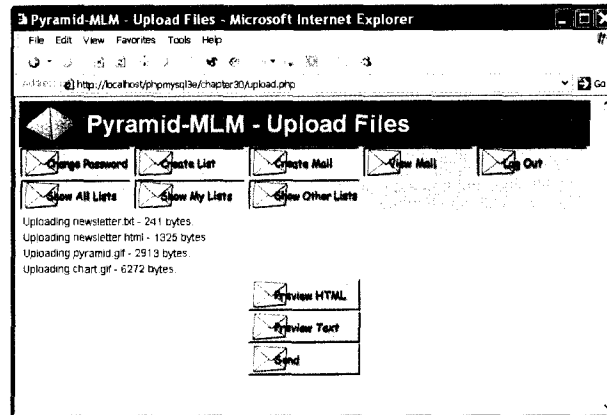 Pyramid-MLM - Upload Files - Microsoft Internet Explorer
File Edit View Favorites Tools Help
http://localhost/phpmysql3e/chapter30/upload.php Go
Pyramid-MLM - Upload Files
Change Password Create List Create Mail View Mail Log Out
Show All Lists Show My Lists Show Other Lists
Uploading newsletter.txt - 241 bytes.
Uploading newsletter.html - 1325 bytes
Uploading pyramid.gif - 2913 bytes.
Uploading chart.gif - 6272 bytes.
Preview HTML
Preview Text
Send